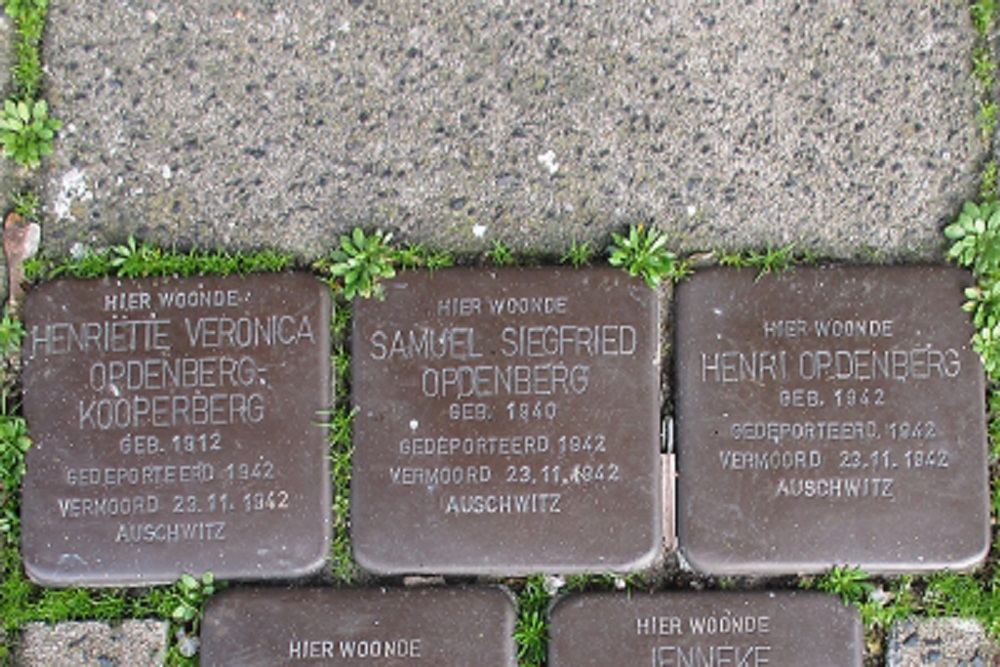 HIER WOONDE
HENRIËTTE VERONICA
OPDENBERG-
KOOPERBERG
GEB. 1912
GEDEPORTEERD 1942
VERMOORD 23.11.1942
AUSCHWITZ
HIER WOONDE
SAMUEL SIEGFRIED
OPDENBERG
GEB. 1940
GEDEPORTEERD 1942
VERMOORD 23.11.1942
AUSCHWITZ
HIER WOONDE
HENRI OPDENBERG
GEB. 1942
GEDEPORTEERD 1942
VERMOORD 23.11.1942
AUSCHWITZ
HIER WOONDE
HIER WOONDE
JENNEKE